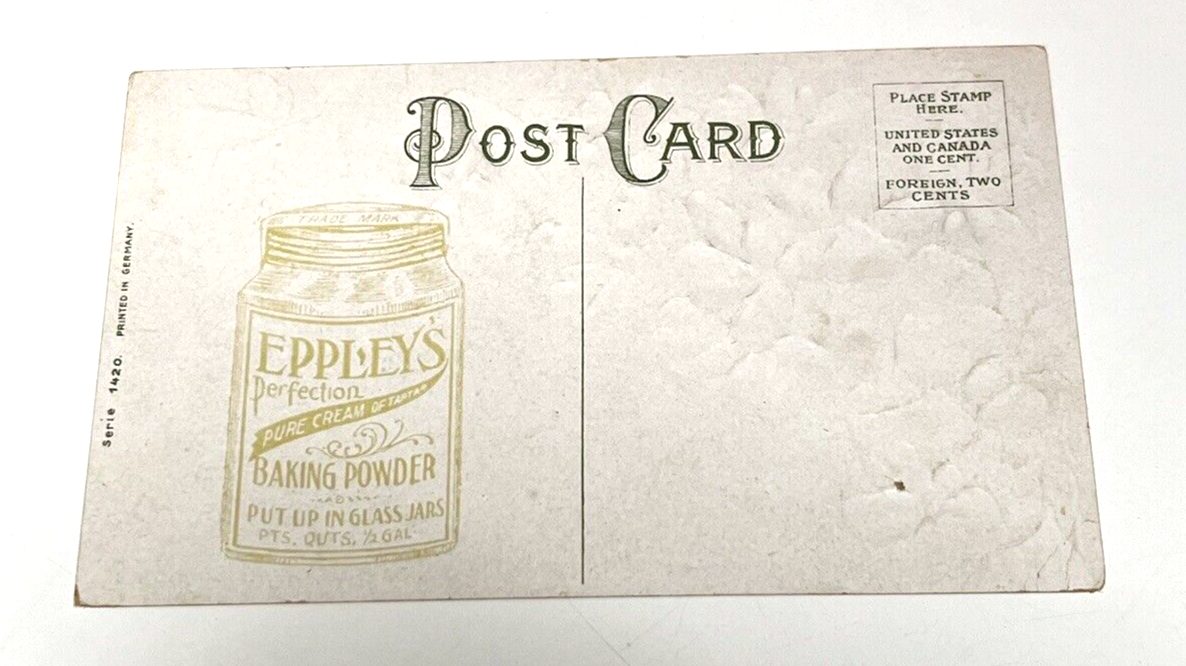 POST CARD
PLACE STAMP
HERE.
UNITED STATES
AND CANADA
ONE CENT.
FOREIGN, TWO
CENTS
Serie 1420. PRINTED IN GERMANY.
TRADE MARK
EPPLEY'S
Perfection
PURE CREAM OF TARTAR
BAKING POWDER
PUT UP IN GLASS JARS
PTS. QUTS, ½ GAL